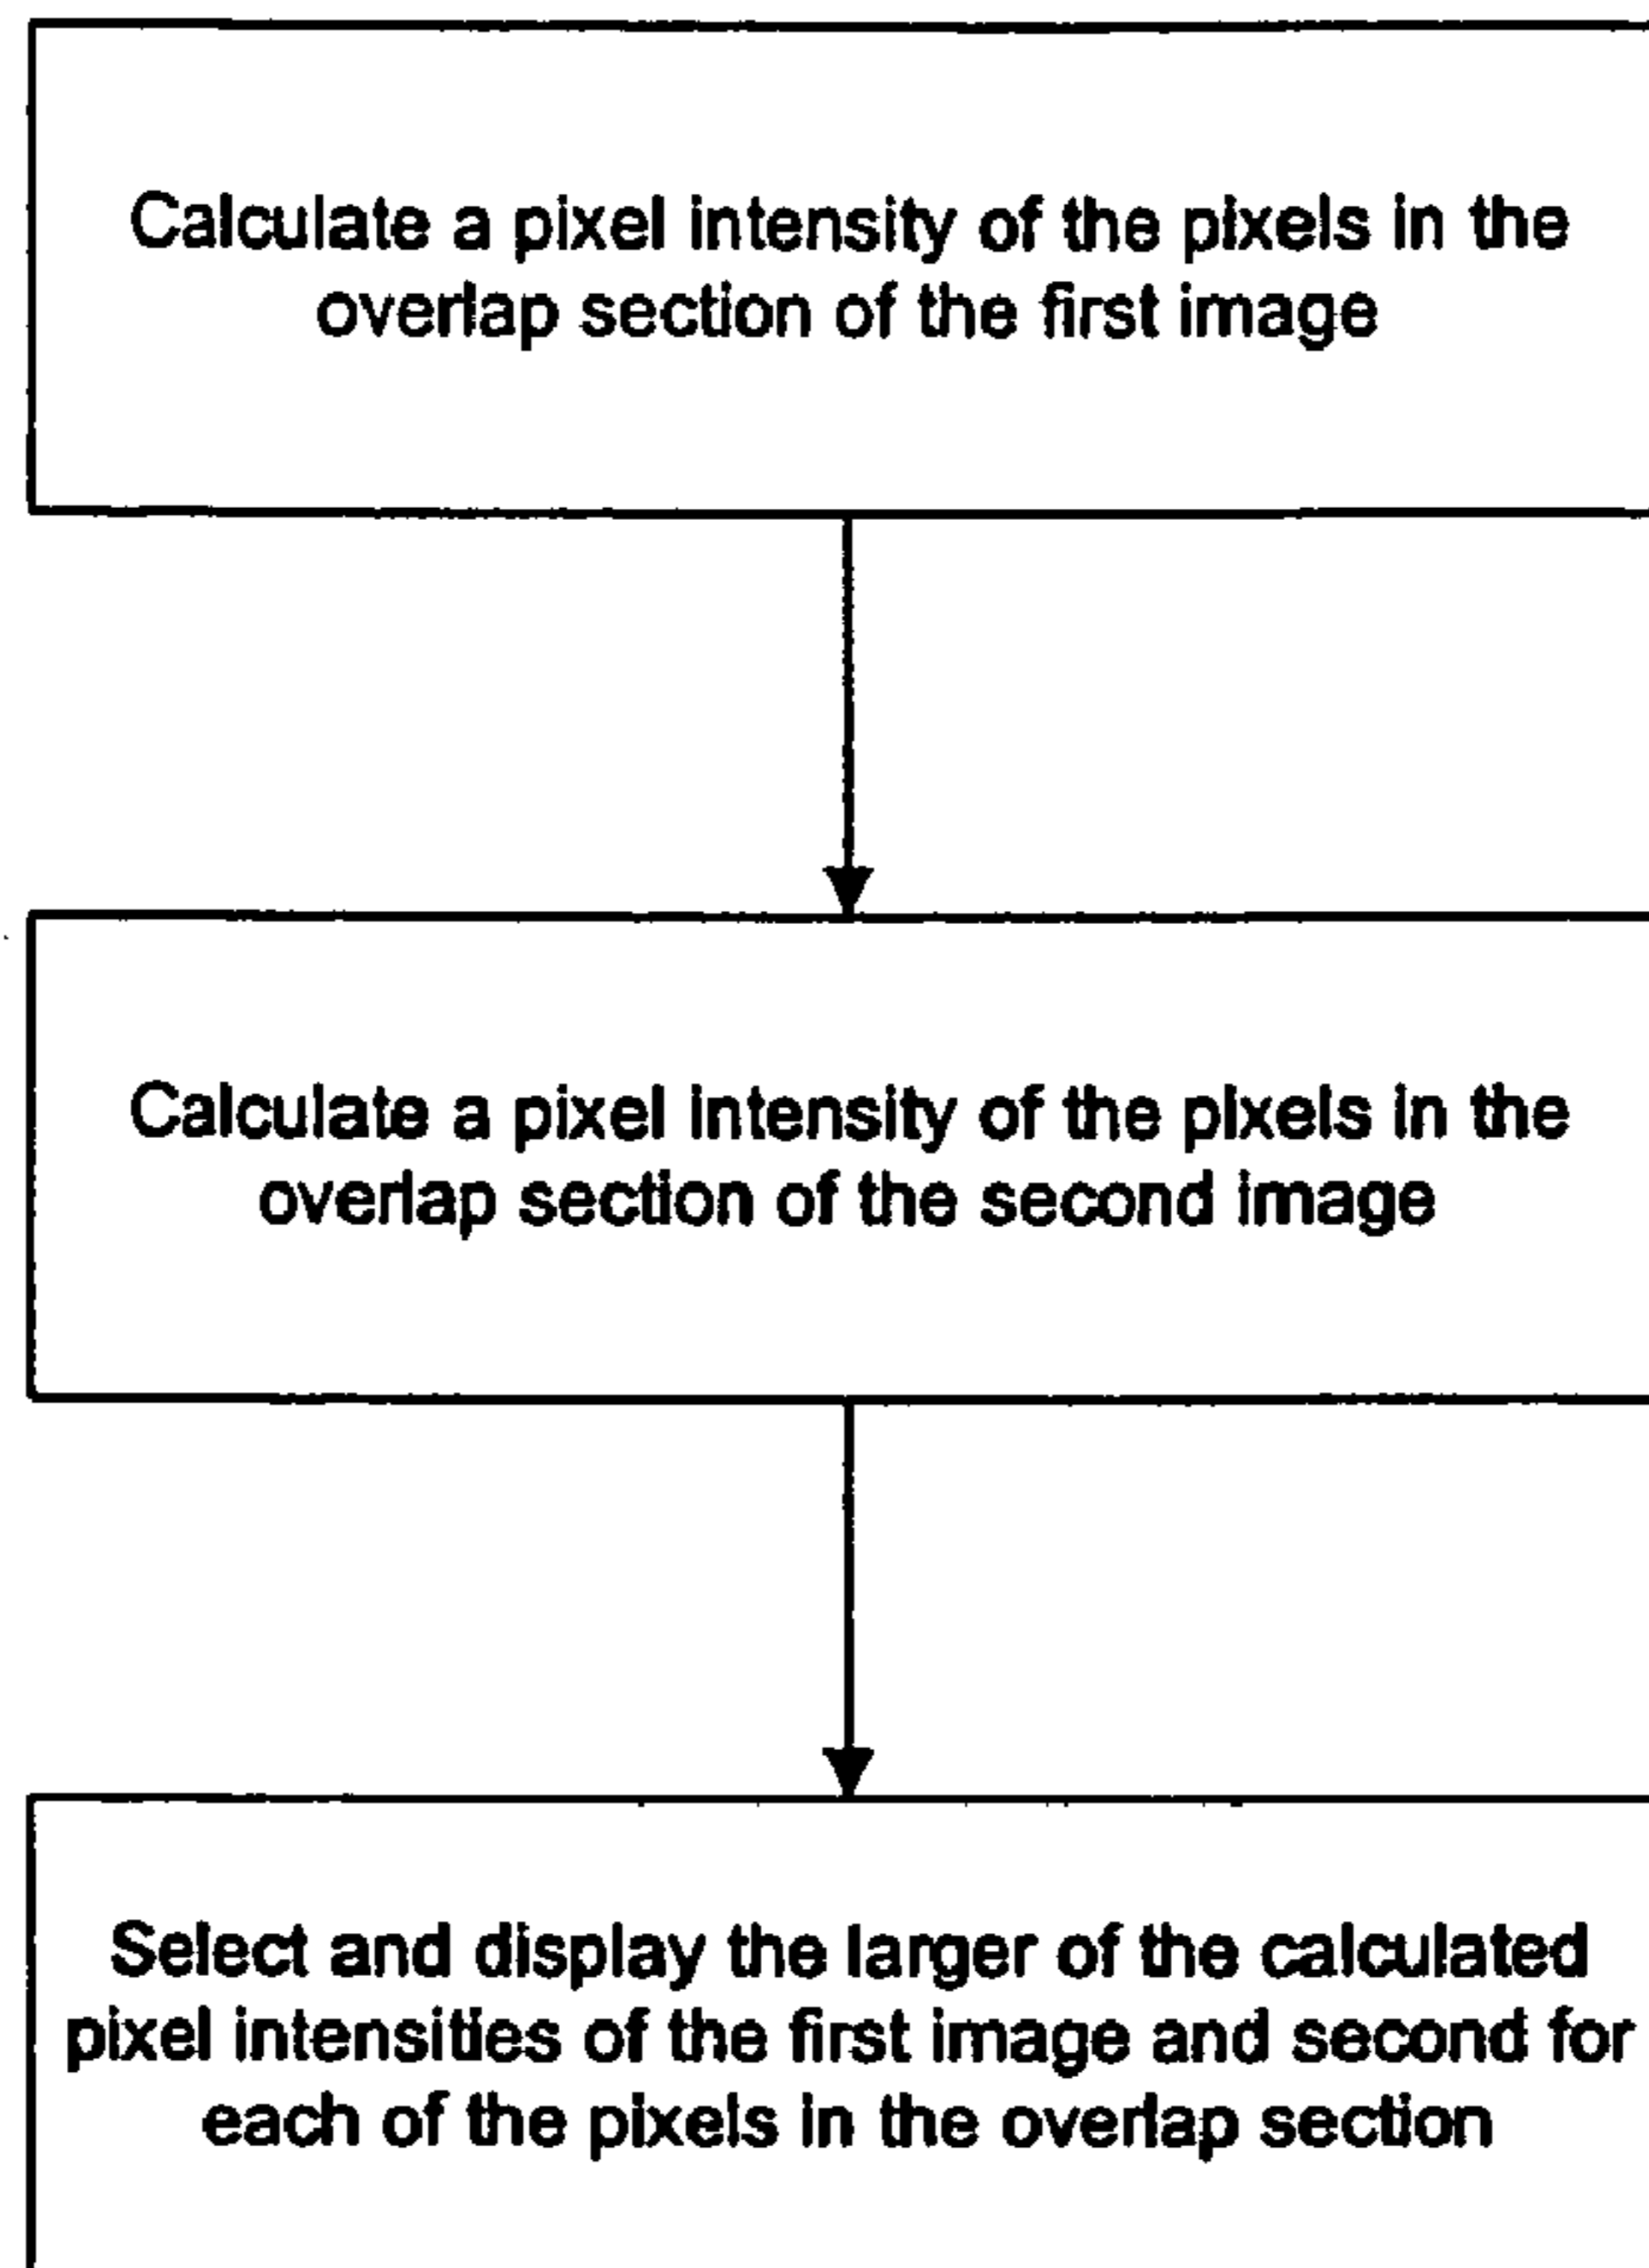 Calculate a pixel intensity of the pixels in the
overlap section of the first image
Calculate a pixel intensity of the pixels in the
overlap section of the second image
Select and display the larger of the calculated
pixel intensities of the first image and second for
each of the pixels in the overlap section